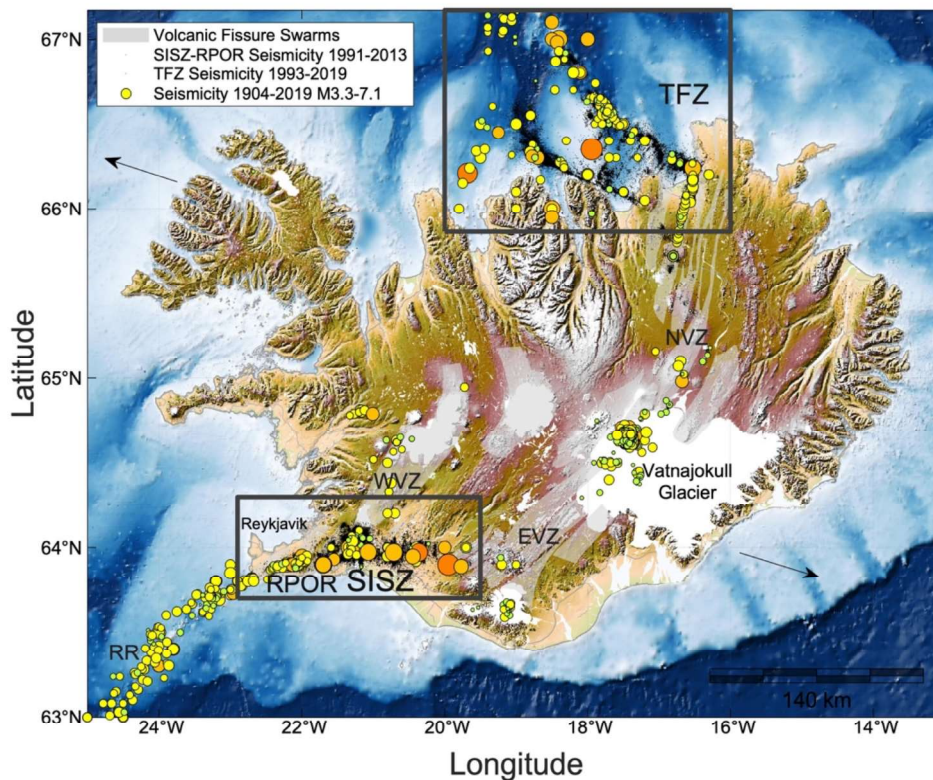 67°N
66°N
65°N
64°N
63°N
Latitude
Volcanic Fissure Swarms
SISZ-RPOR Seismicity 1991-2013
TFZ Seismicity 1993-2019
Seismicity 1904-2019 M3.3-7.1
TFZ
NVZ
Vatnajokull
Glacier
WVZ
EVZ
Reykjavik
RPOR
SISZ
RR
140 km
24°W
22°W
20°W
18°W
16°W
14°W
Longitude